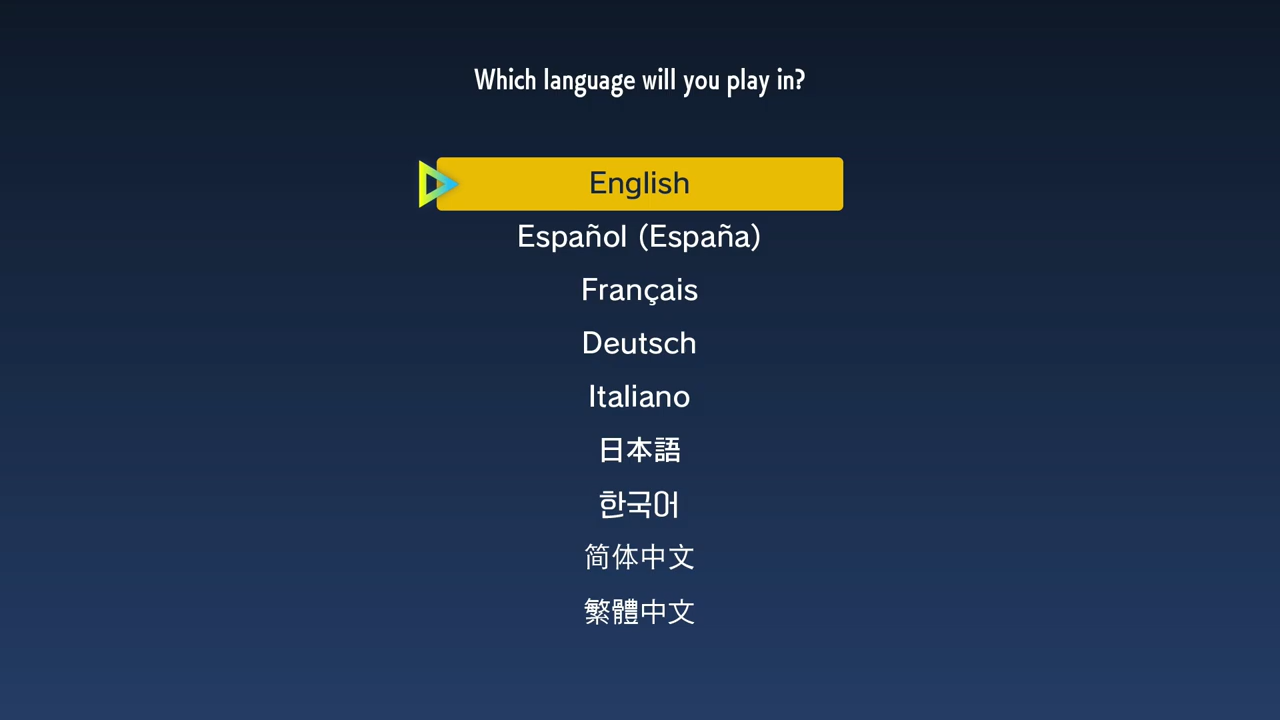 Which language will you play in?
English
Español (España)
Français
Deutsch
Italiano
日本語
한국어
简体中文
繁體中文